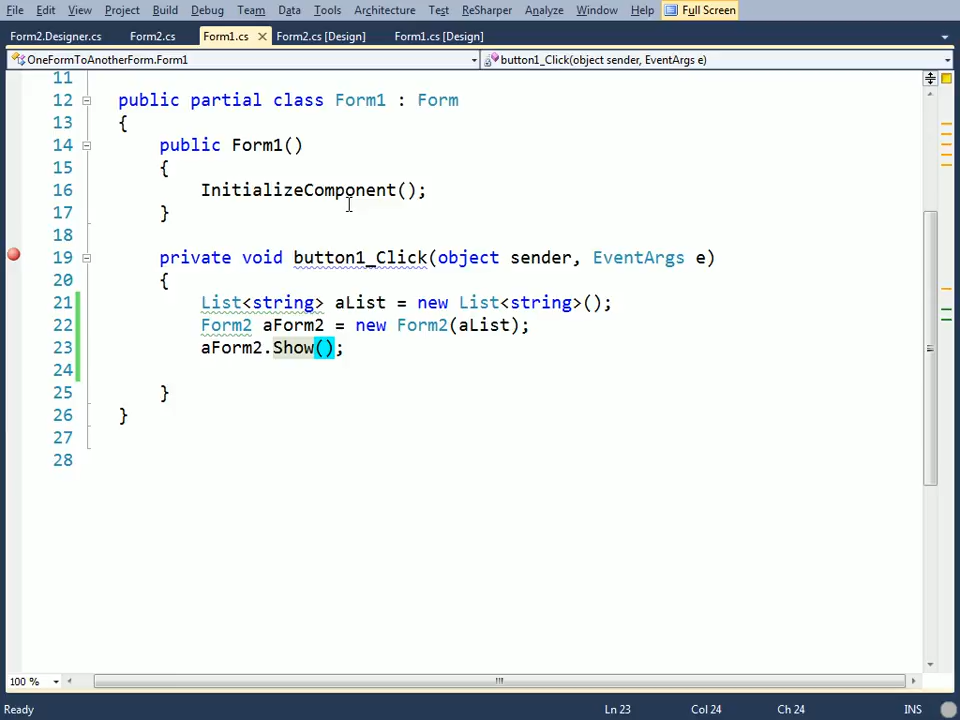 File Edit View Project Build Debug Team Data Tools Architecture Test ReSharper Analyze Window Help Full Screen
Form2.Designer.cs Form2.cs Form1.cs Form2.cs [Design] Form1.cs [Design]
OneFormToAnotherForm.Form1 button1_Click(object sender, EventArgs e)
11
12 public partial class Form1 : Form
13 {
14 public Form1()
15 {
16 InitializeComponent();
17 }
18
19 private void button1_Click(object sender, EventArgs e)
20 {
21 List<string> aList = new List<string>();
22 Form2 aForm2 = new Form2(aList);
23 aForm2.Show();
24
25 }
26 }
27
28
100 %
Ready Ln 23 Col 24 Ch 24 INS